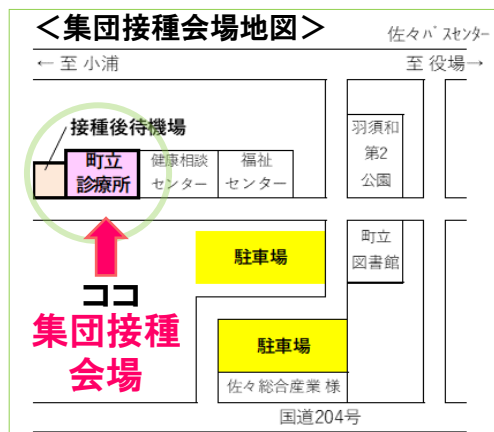 ＜集団接種会場地図＞
佐々バスセンター
← 至 小浦
至 役場→
接種後待機場
町立
診療所
健康相談
センター
福祉
センター
羽須和
第2
公園
駐車場
町立
図書館
ココ
集団接種
会場
駐車場
佐々総合産業 様
国道204号